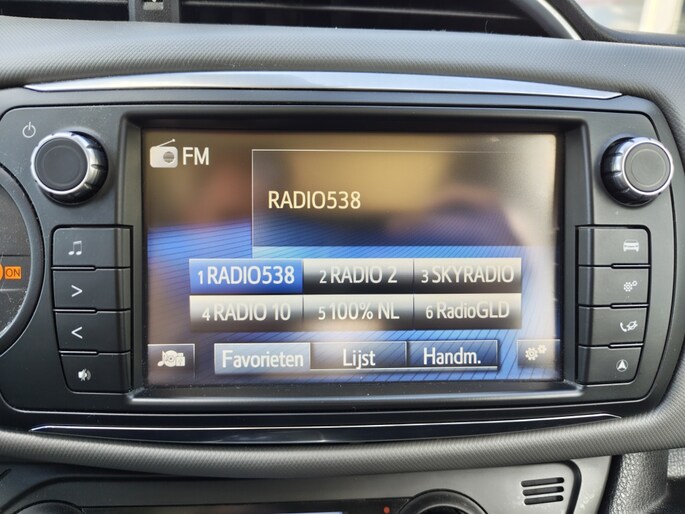 FM
RADIO538
1 RADIO538 2 RADIO 2 3 SKYRADIO
4 RADIO 10 5 100% NL 6 RadioGLD
Favorieten Lijst Handm.
ON